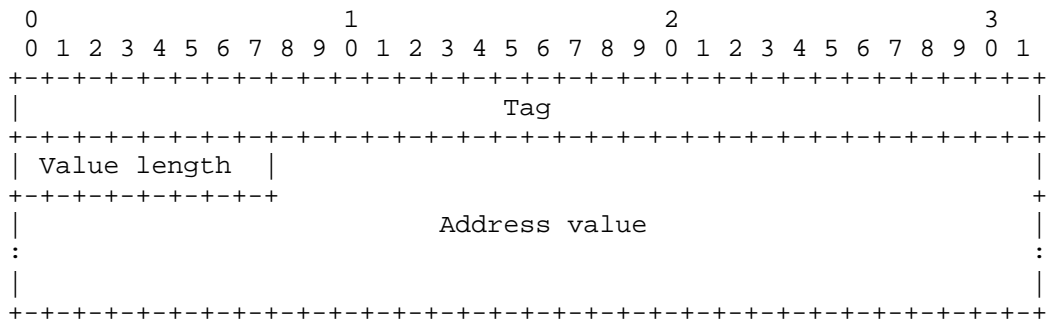 0                   1                   2                   3
 0 1 2 3 4 5 6 7 8 9 0 1 2 3 4 5 6 7 8 9 0 1 2 3 4 5 6 7 8 9 0 1
+-+-+-+-+-+-+-+-+-+-+-+-+-+-+-+-+-+-+-+-+-+-+-+-+-+-+-+-+-+-+-+-+
|                              Tag                              |
+-+-+-+-+-+-+-+-+-+-+-+-+-+-+-+-+-+-+-+-+-+-+-+-+-+-+-+-+-+-+-+-+
| Value length  |                                               |
+-+-+-+-+-+-+-+-+                                               +
|                          Address value                        |
:                                                               :
|                                                               |
+-+-+-+-+-+-+-+-+-+-+-+-+-+-+-+-+-+-+-+-+-+-+-+-+-+-+-+-+-+-+-+-+